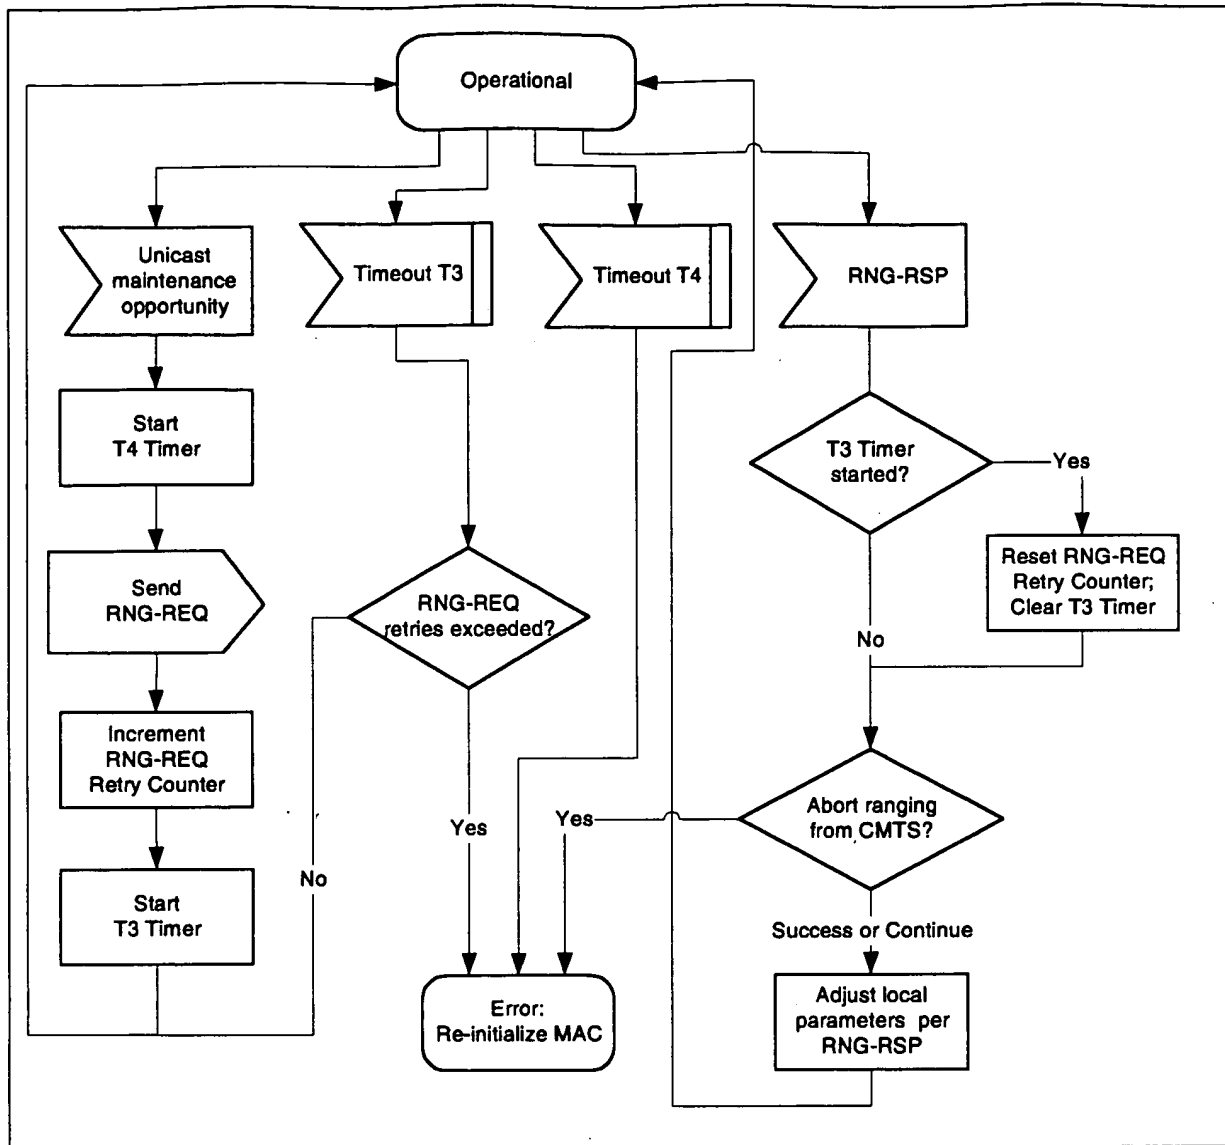 Operational
Unicast
maintenance
opportunity
Timeout T3
Timeout T4
RNG-RSP
Start
T4 Timer
T3 Timer
started?
Yes
Send
RNG-REQ
Reset RNG-REQ
Retry Counter;
Clear T3 Timer
RNG-REQ
retries exceeded?
No
Increment
RNG-REQ
Retry Counter
Yes
Yes
Abort ranging
from CMTS?
No
Start
T3 Timer
Success or Continue
Error:
Re-initialize MAC
Adjust local
parameters per
RNG-RSP